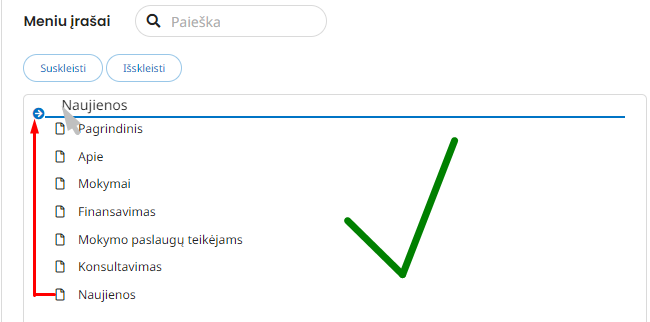 Meniu įrašai
Paieška
Suskleisti
Išskleisti
Naujienos
Pagrindinis
Apie
Mokymai
Finansavimas
Mokymo paslaugų teikėjams
Konsultavimas
Naujienos